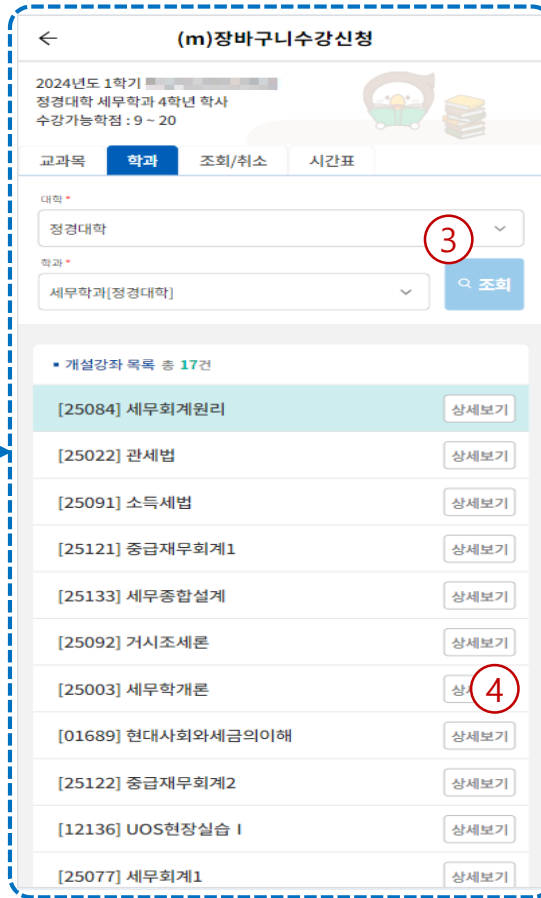 (m)장바구니수강신청
2024년도 1학기
정경대학 세무학과 4학년 학사
수강가능학점 : 9 ~ 20
교과목 학과 조회/취소 시간표
대학 *
정경대학
3
학과 *
세무학과[정경대학]
조회
개설강좌 목록 총 17건
[25084] 세무회계원리 상세보기
[25022] 관세법 상세보기
[25091] 소득세법 상세보기
[25121] 중급재무회계1 상세보기
[25133] 세무종합설계 상세보기
[25092] 거시조세론 상세보기
[25003] 세무학개론 4
[01689] 현대사회와세금의이해 상세보기
[25122] 중급재무회계2 상세보기
[12136] UOS현장실습 I 상세보기
[25077] 세무회계1 상세보기